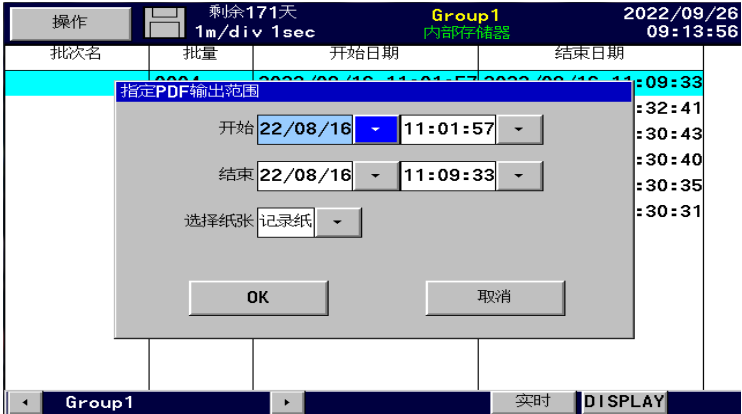 操作
剩余171天
Group1
2022/09/26
1m/div 1sec
内部存储器
09:13:56
批次名 批量 开始日期 结束日期
:09:33
指定PDF输出范围
:32:41
开始 22/08/16 11:01:57
:30:43
:30:40
结束 22/08/16 11:09:33
:30:35
选择纸张 记录纸
:30:31
OK 取消
Group1 实时 DISPLAY